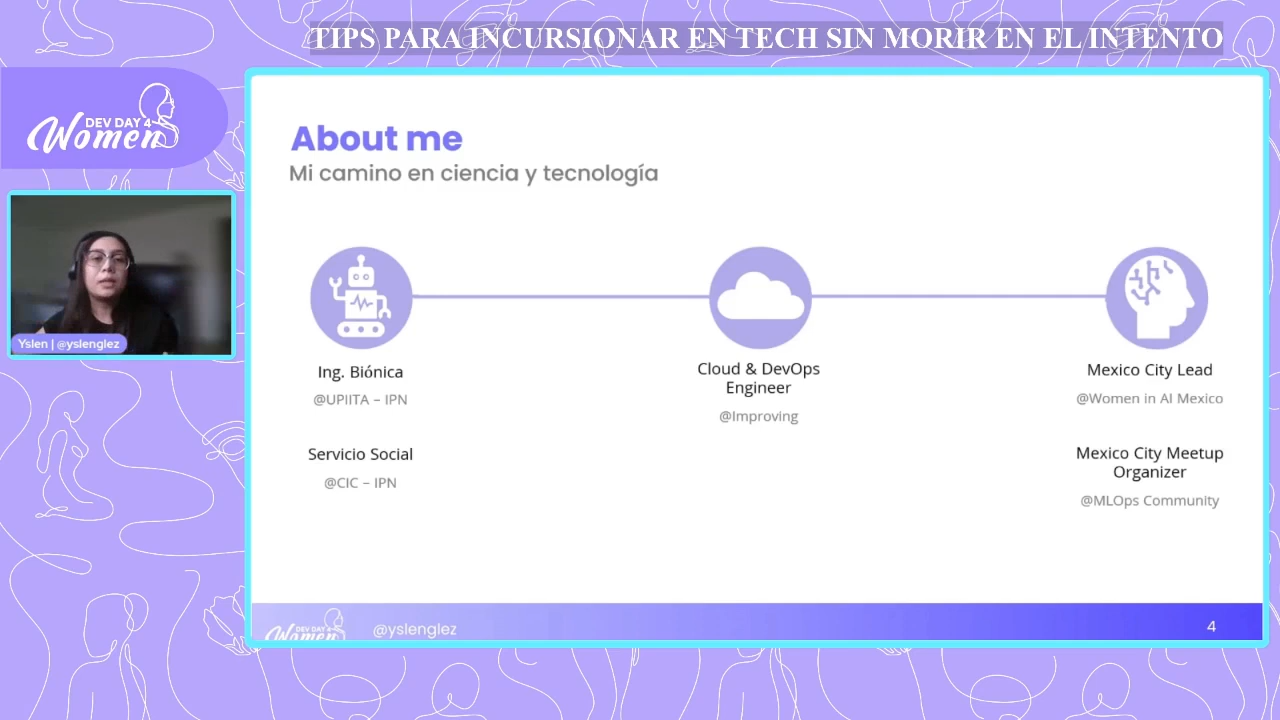 TIPS PARA INCURSIONAR EN TECH SIN MORIR EN EL INTENTO
DEV DAY 4
Women
Yslen | @yslenglez
About me
Mi camino en ciencia y tecnología
Ing. Biónica
@UPIITA – IPN
Servicio Social
@CIC – IPN
Cloud & DevOps
Engineer
@Improving
Mexico City Lead
@Women in AI Mexico
Mexico City Meetup
Organizer
@MLOps Community
DEV DAY 4
Women
@yslenglez
4